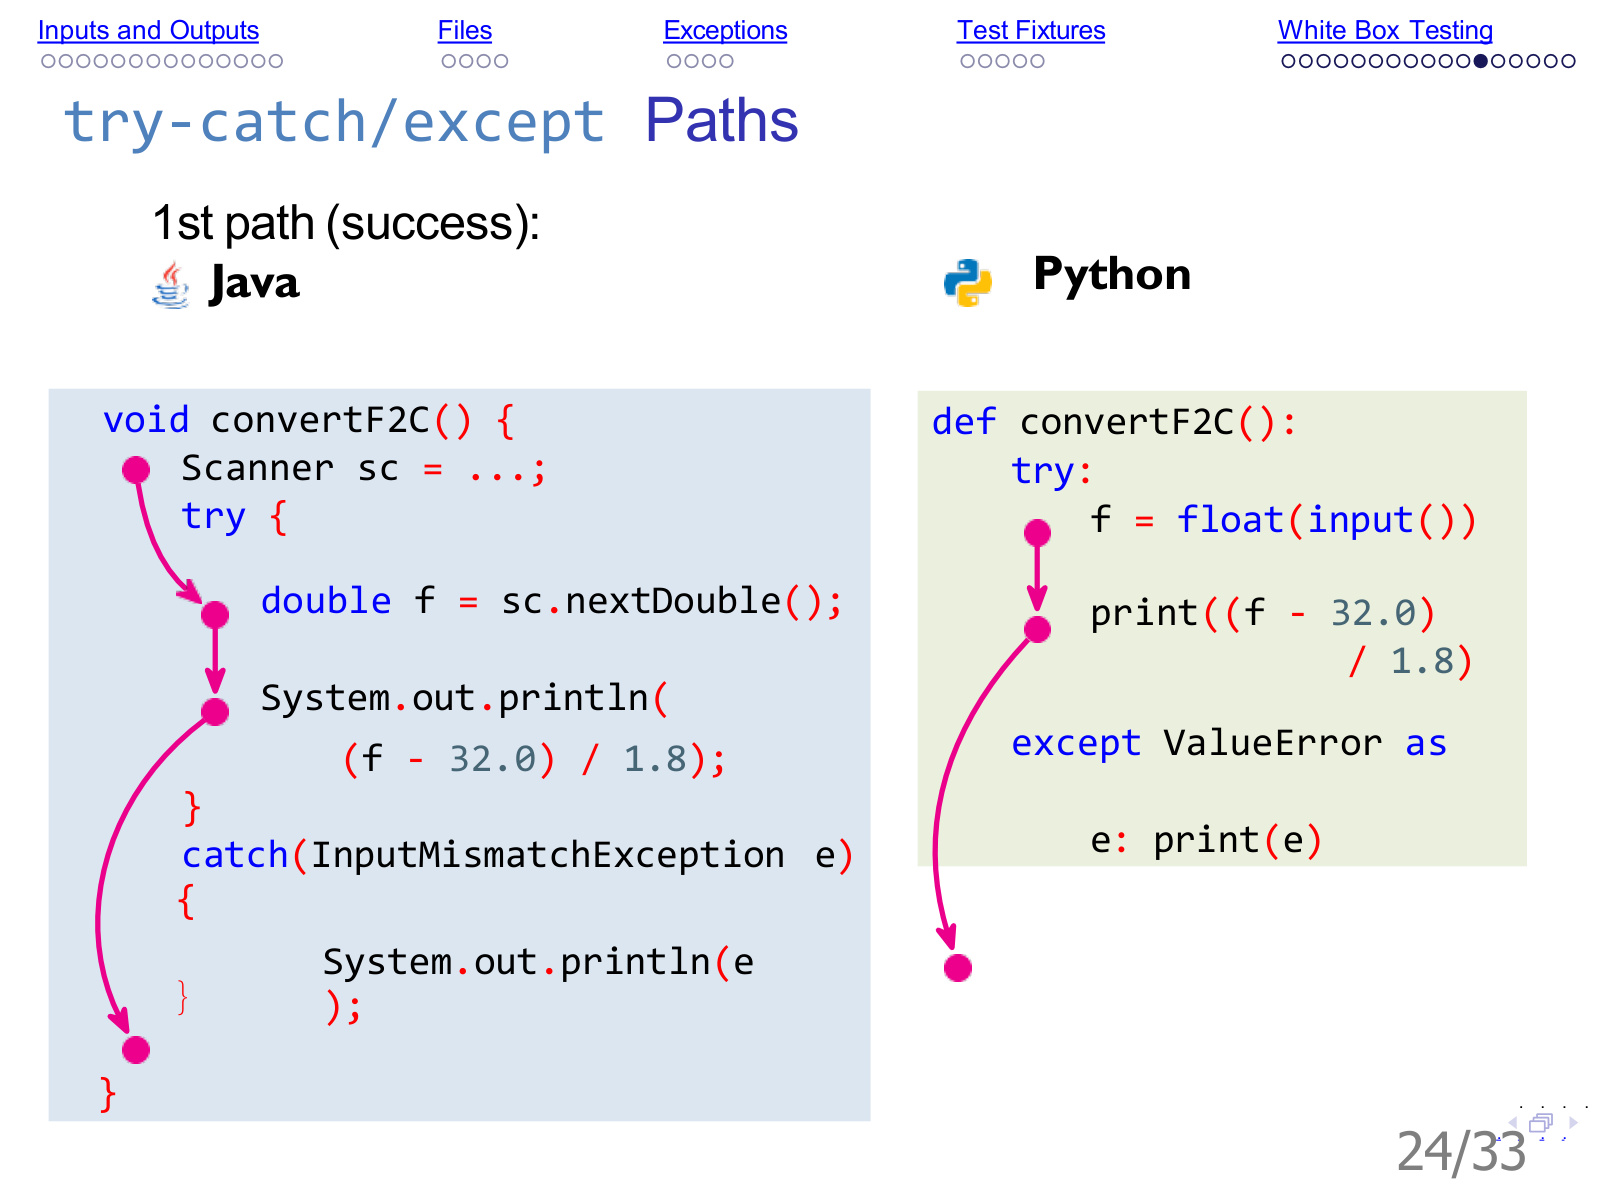 Inputs and Outputs Files Exceptions Test Fixtures White Box Testing
try-catch/except Paths
1st path (success):
Java
void convertF2C() {
Scanner sc = ...;
try {
double f = sc.nextDouble();
System.out.println(
(f - 32.0) / 1.8);
}
catch(InputMismatchException e)
{
System.out.println(e
);
}
}
Python
def convertF2C():
try:
f = float(input())
print((f - 32.0)
/ 1.8)
except ValueError as
e: print(e)
24/33